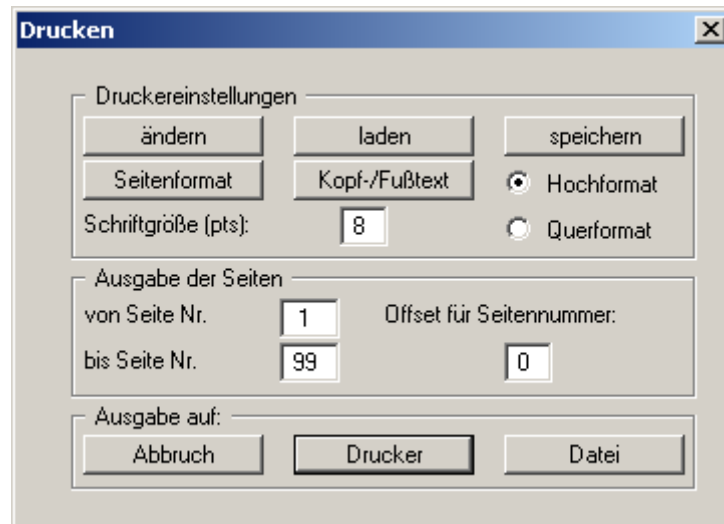 Drucken
Druckereinstellungen
ändern laden speichern
Seitenformat Kopf-/Fußtext Hochformat
Schriftgröße (pts): 8 Querformat
Ausgabe der Seiten
von Seite Nr. 1 Offset für Seitennummer:
bis Seite Nr. 99 0
Ausgabe auf:
Abbruch Drucker Datei